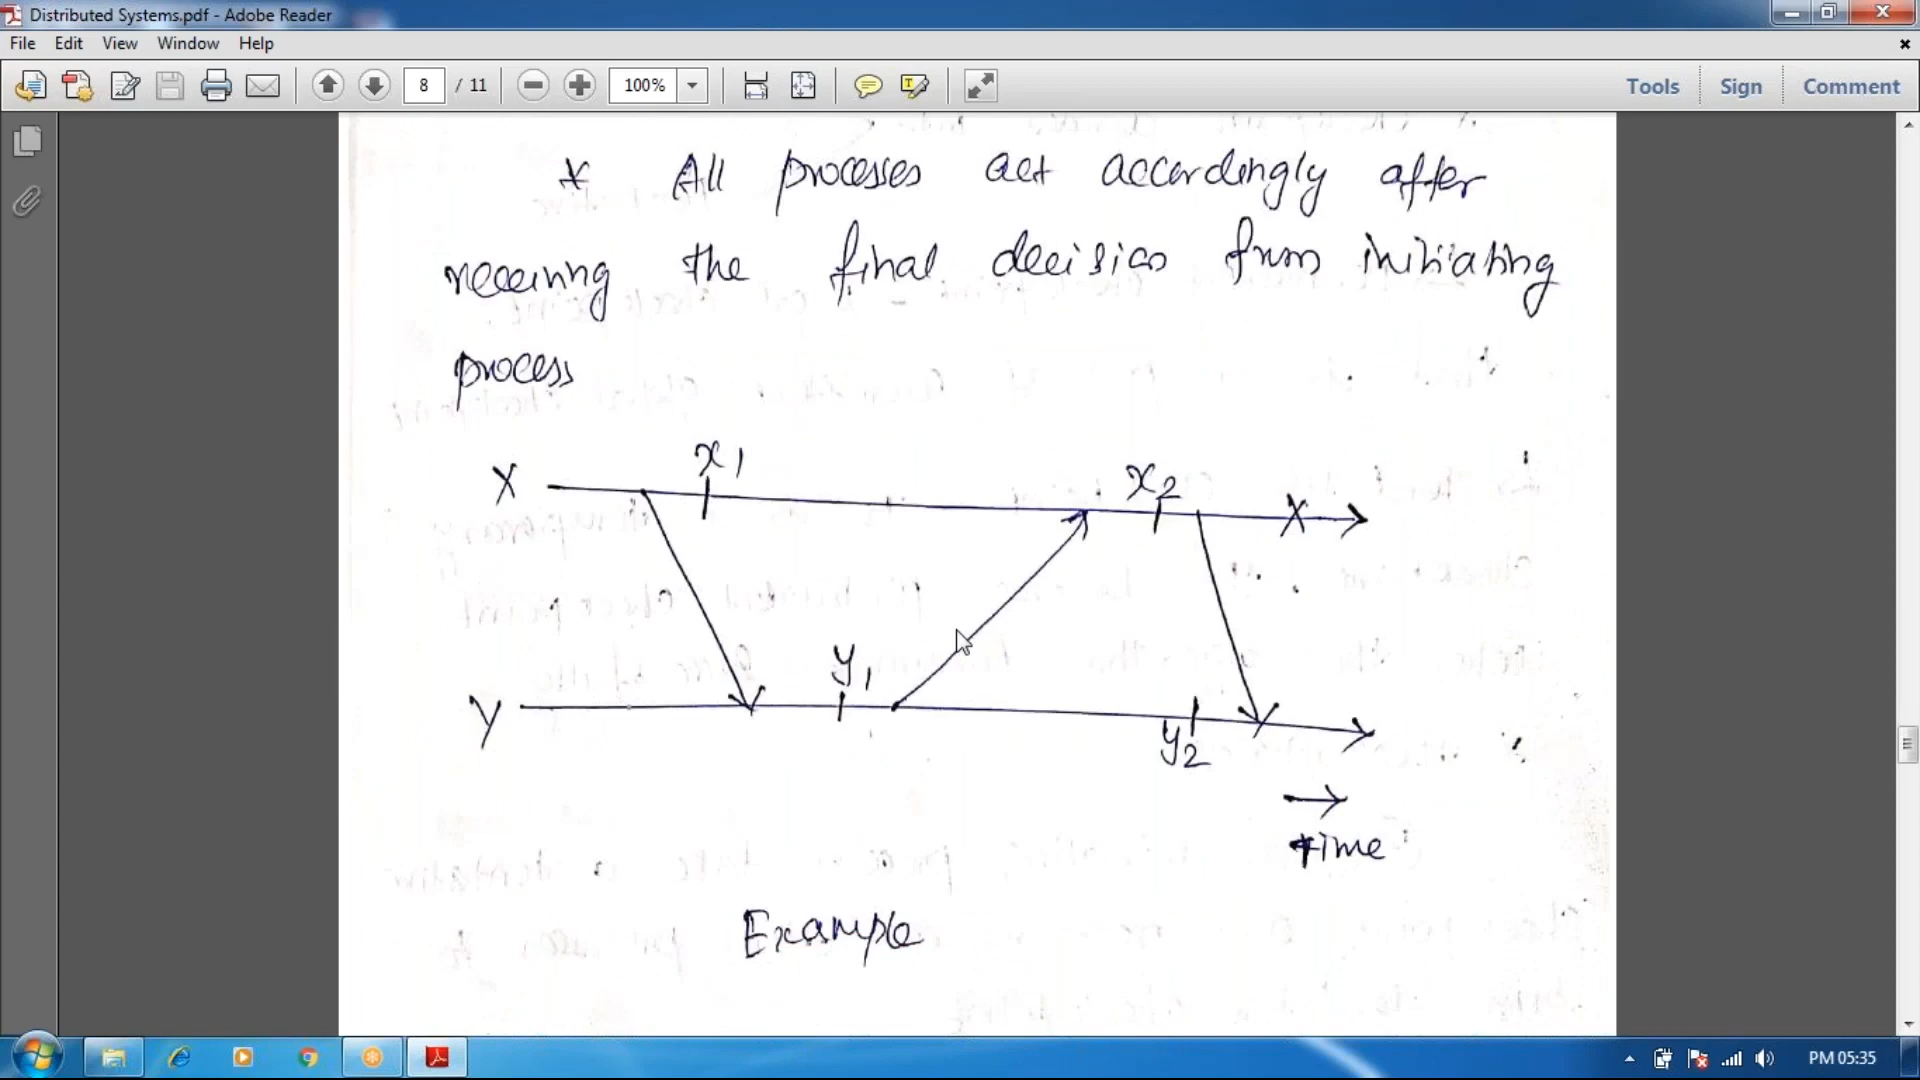 Distributed Systems.pdf - Adobe Reader
File Edit View Window Help
8 / 11 100% Tools Sign Comment
* All processes act accordingly after
receiving the final decision from initiating
process
X x1 x2 X
y1
Y y2
time
Example
PM 05:35